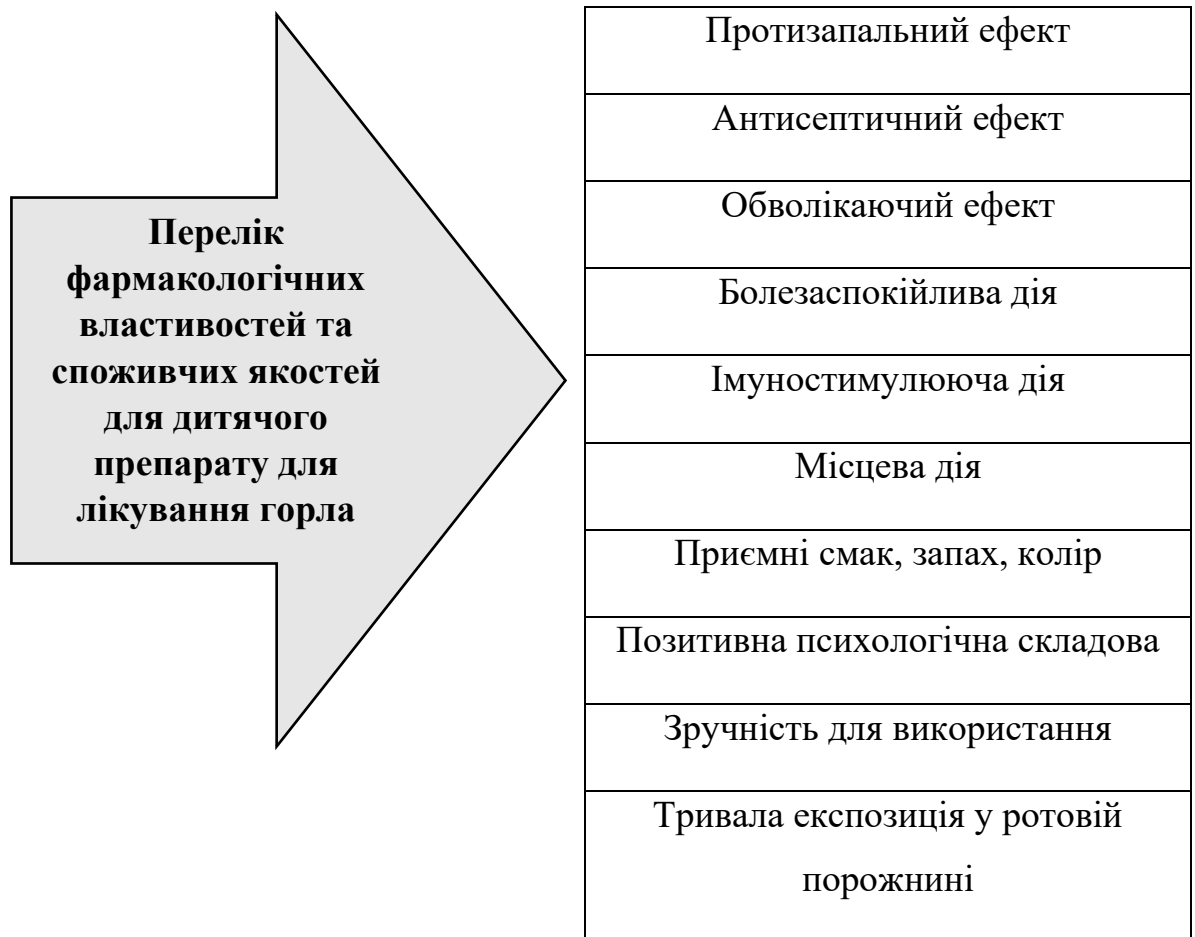 Перелік
фармакологічних
властивостей та
споживчих якостей
для дитячого
препарату для
лікування горла
Протизапальний ефект
Антисептичний ефект
Обволікаючий ефект
Болезаспокійлива дія
Імуностимулююча дія
Місцева дія
Приємні смак, запах, колір
Позитивна психологічна складова
Зручність для використання
Тривала експозиція у ротовій
порожнині